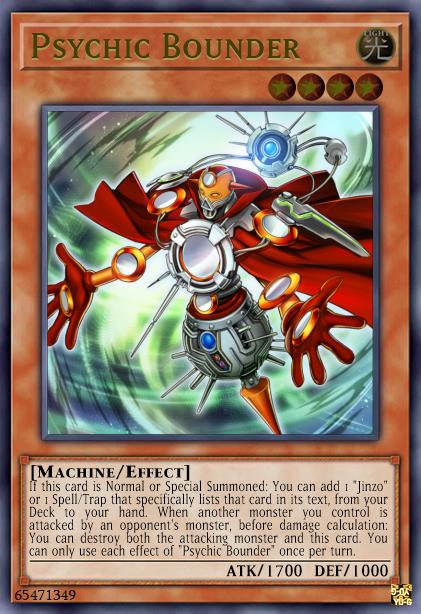 Psychic Bounder
LIGHT
光
[Machine/Effect]
If this card is Normal or Special Summoned: You can add 1 "Jinzo"
or 1 Spell/Trap that specifically lists that card in its text, from your
Deck to your hand. When another monster you control is
attacked by an opponent's monster, before damage calculation:
You can destroy both the attacking monster and this card. You
can only use each effect of "Psychic Bounder" once per turn.
ATK/1700 DEF/1000
65471349